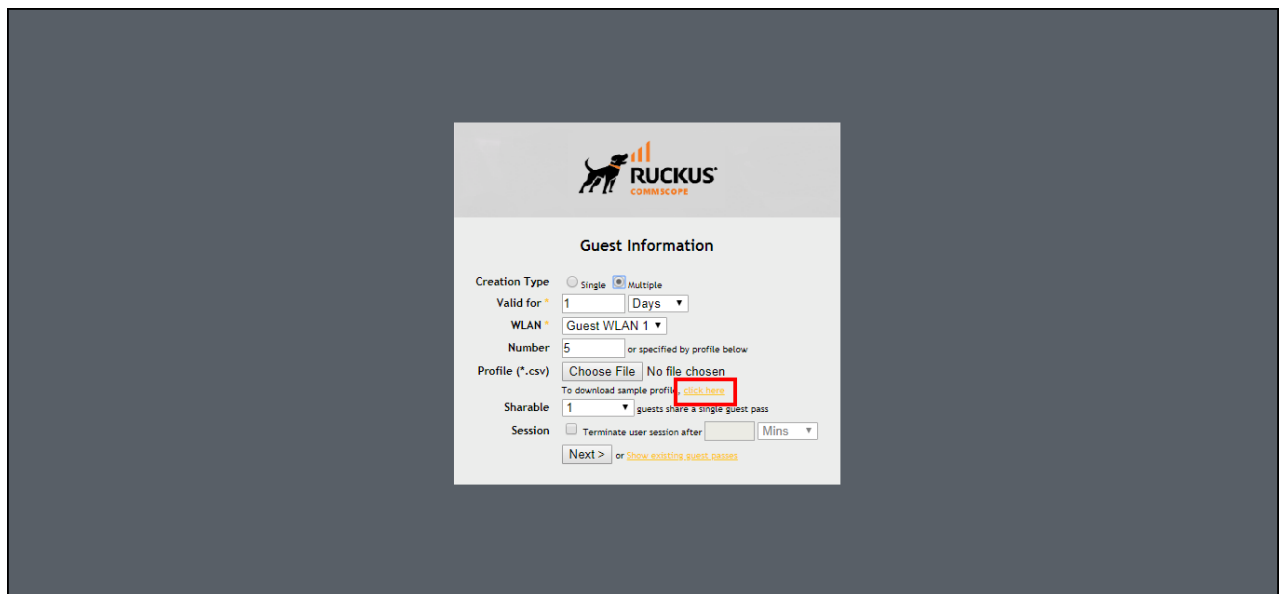 RUCKUS
COMMSCOPE
Guest Information
Creation Type Single Multiple
Valid for * 1 Days
WLAN * Guest WLAN 1
Number 5 or specified by profile below
Profile (*.csv) Choose File No file chosen
To download sample profile, click here
Sharable 1 guests share a single guest pass
Session Terminate user session after Mins
Next > or Show existing guest passes